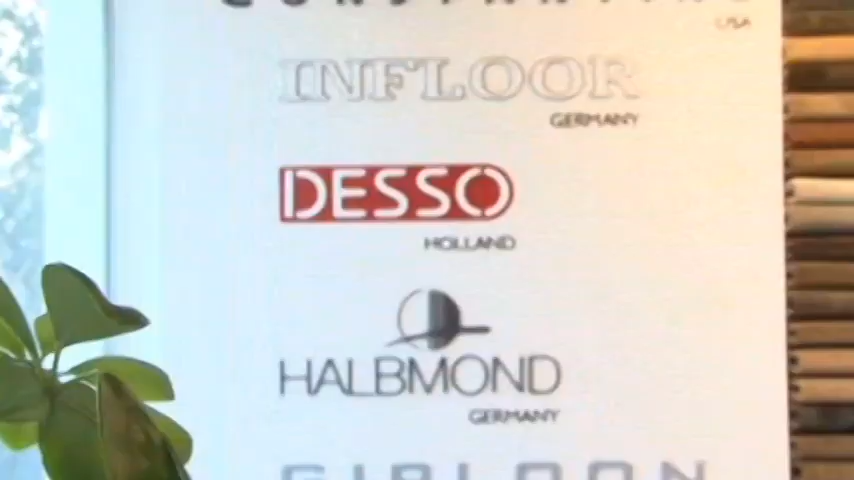 USA
INFLOOR
GERMANY
DESSO
HOLLAND
HALBMOND
GERMANY